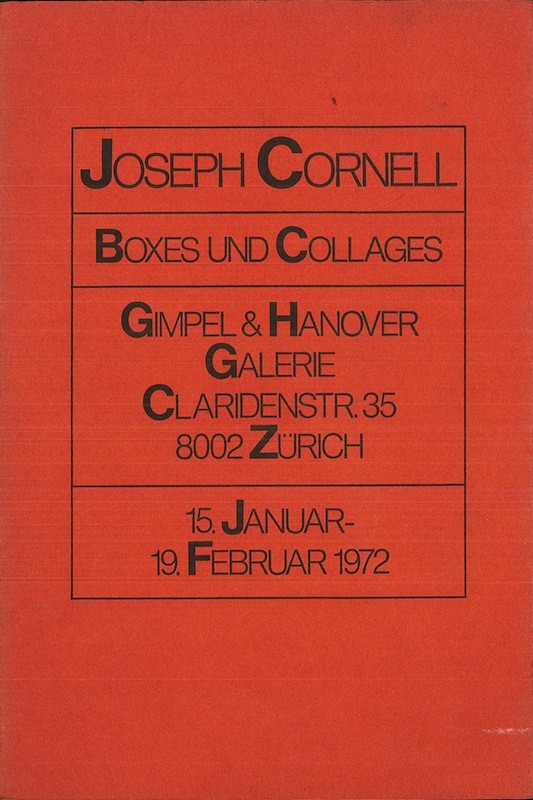 JOSEPH CORNELL
BOXES UND COLLAGES
GIMPEL & HANOVER
GALERIE
CLARIDENSTR. 35
8002 ZÜRICH
15. JANUAR-
19. FEBRUAR 1972